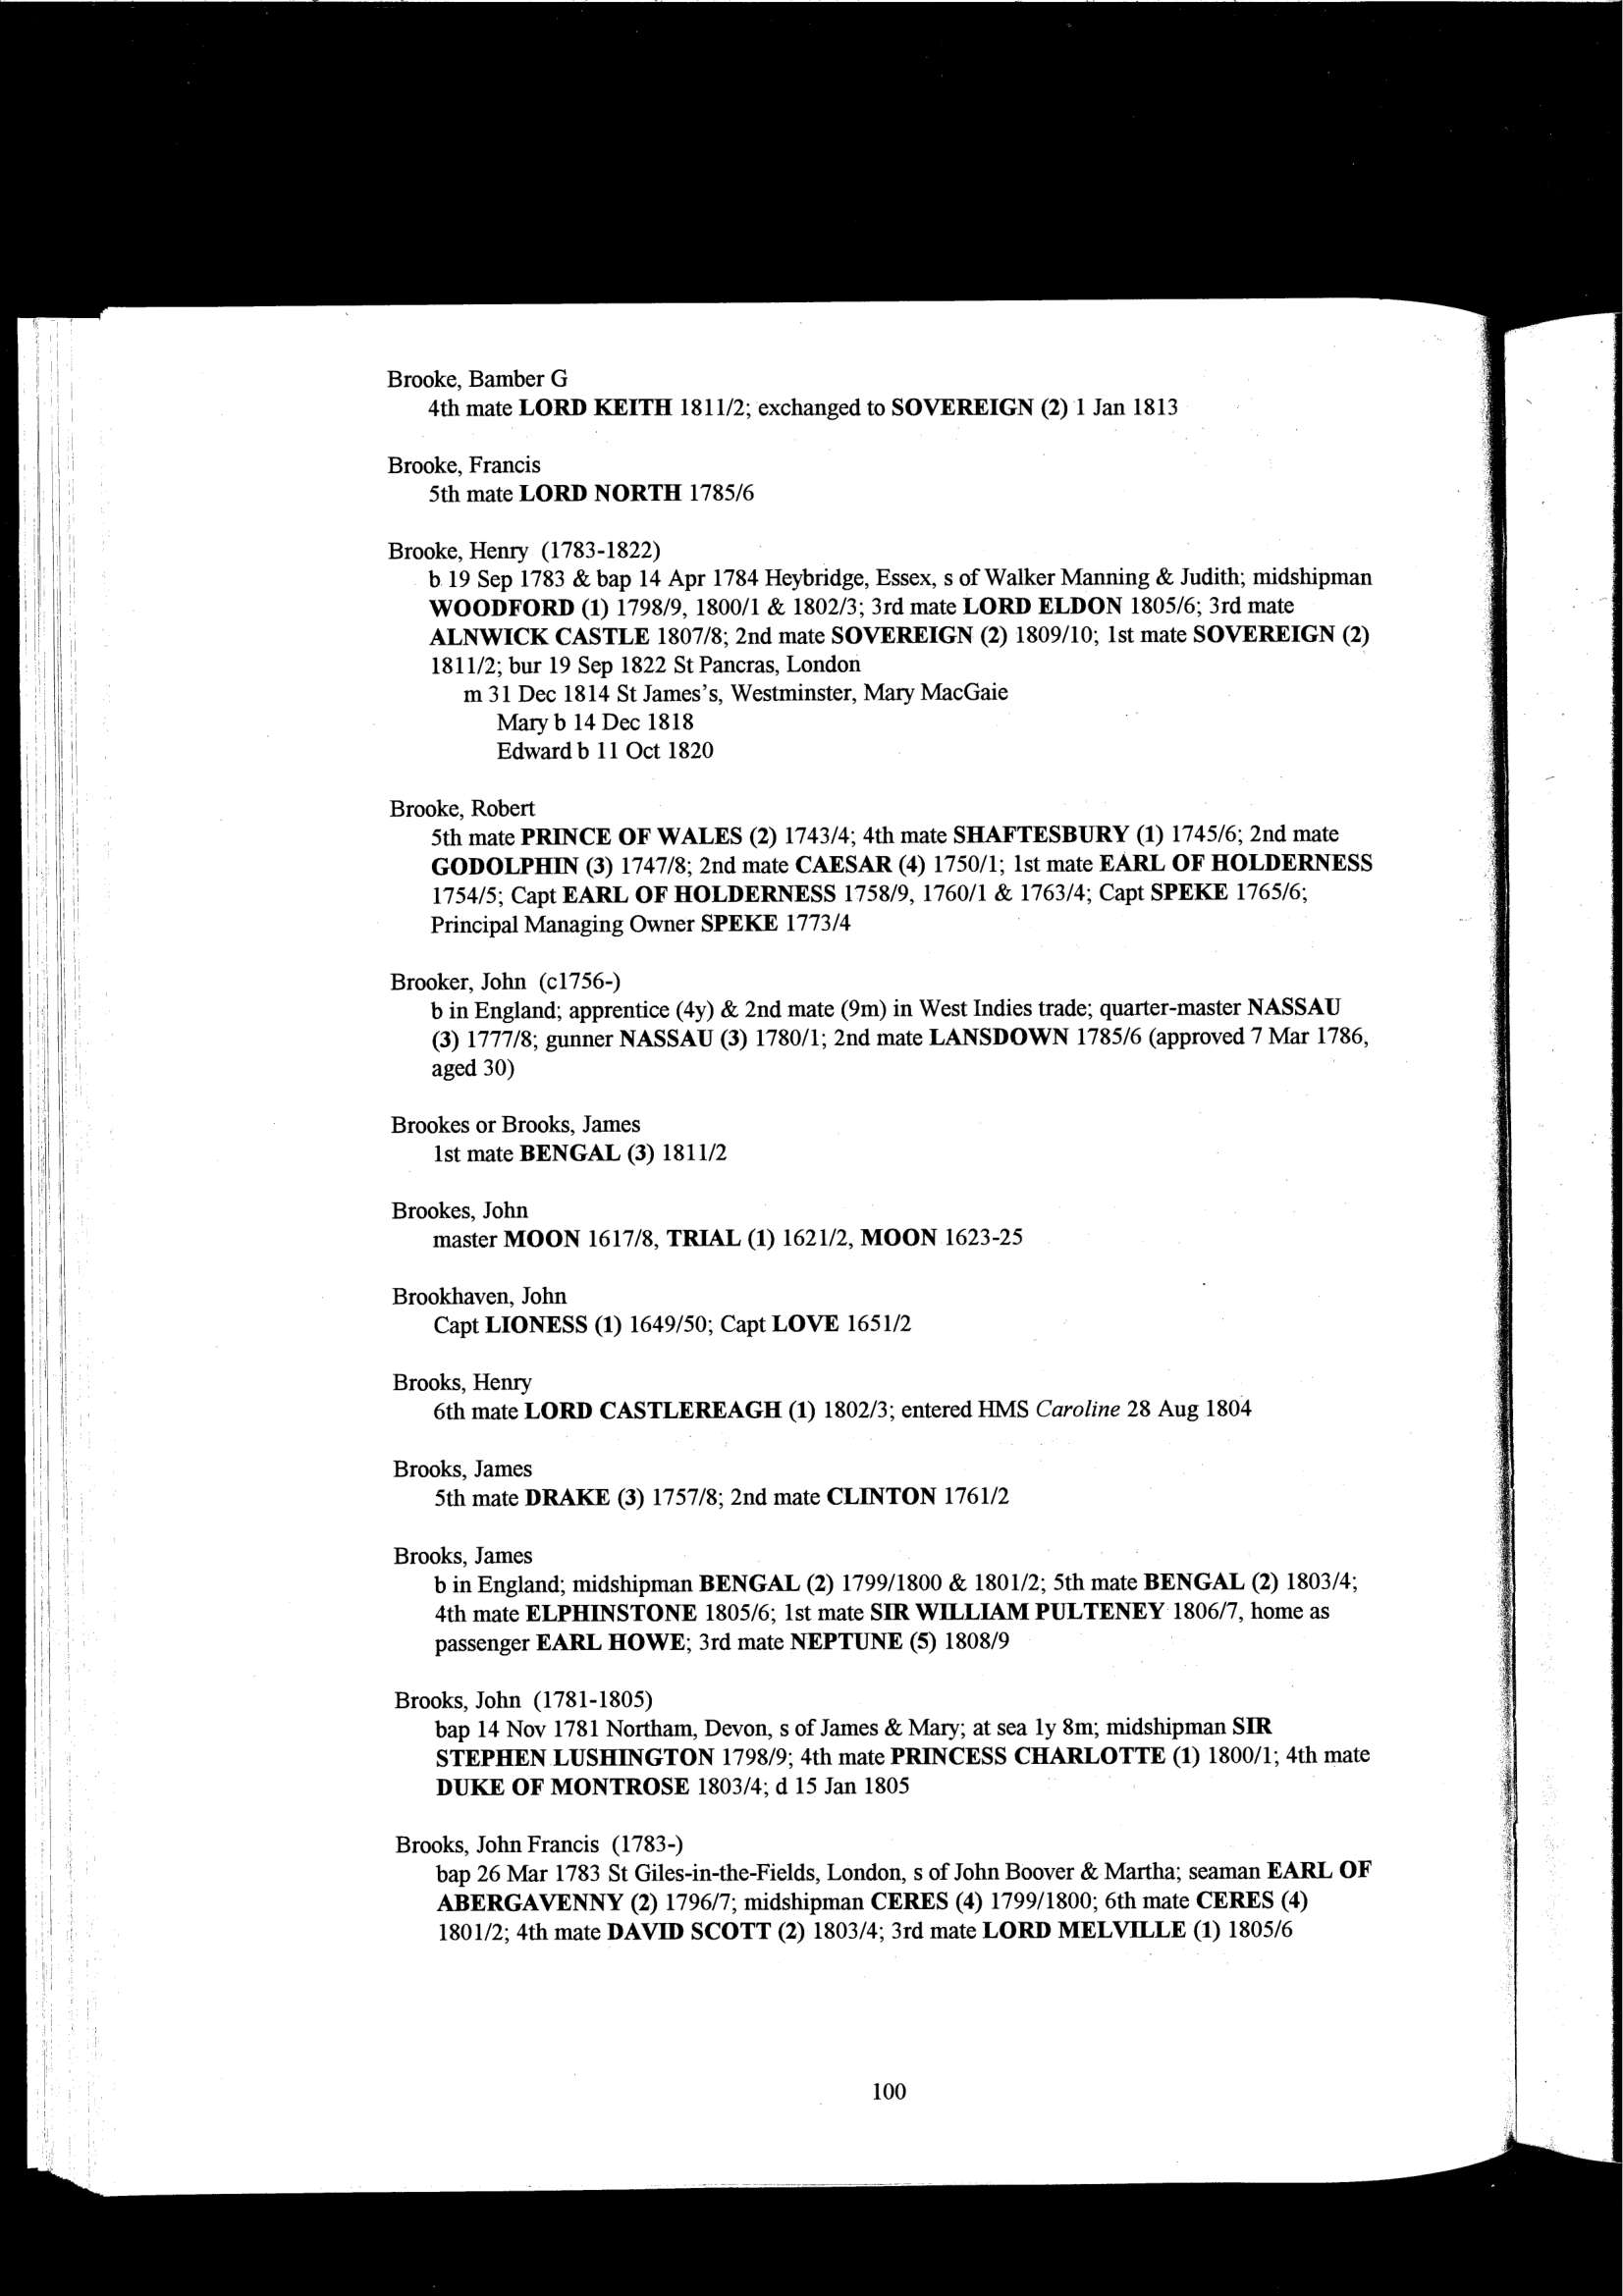 Brooke, Bamber G
4th mate LORD KEITH 1811/2; exchanged to SOVEREIGN (2) 1 Jan 1813
Brooke, Francis
5th mate LORD NORTH 1785/6
Brooke, Henry (1783-1822)
b 19 Sep 1783 & bap 14 Apr 1784 Heybridge, Essex, s of Walker Manning & Judith; midshipman
WOODFORD (1) 1798/9, 1800/1 & 1802/3; 3rd mate LORD ELDON 1805/6; 3rd mate
ALNWICK CASTLE 1807/8; 2nd mate SOVEREIGN (2) 1809/10; 1st mate SOVEREIGN (2)
1811/2; bur 19 Sep 1822 St Pancras, London
m 31 Dec 1814 St James's, Westminster, Mary MacGaie
Mary b 14 Dec 1818
Edward b 11 Oct 1820
Brooke, Robert
5th mate PRINCE OF WALES (2) 1743/4; 4th mate SHAFTESBURY (1) 1745/6; 2nd mate
GODOLPHIN (3) 1747/8; 2nd mate CAESAR (4) 1750/1; 1st mate EARL OF HOLDERNESS
1754/5; Capt EARL OF HOLDERNESS 1758/9, 1760/1 & 1763/4; Capt SPEKE 1765/6;
Principal Managing Owner SPEKE 1773/4
Brooker, John (c1756-)
b in England; apprentice (4y) & 2nd mate (9m) in West Indies trade; quarter-master NASSAU
(3) 1777/8; gunner NASSAU (3) 1780/1; 2nd mate LANSDOWN 1785/6 (approved 7 Mar 1786,
aged 30)
Brookes or Brooks, James
1st mate BENGAL (3) 1811/2
Brookes, John
master MOON 1617/8, TRIAL (1) 1621/2, MOON 1623-25
Brookhaven, John
Capt LIONESS (1) 1649/50; Capt LOVE 1651/2
Brooks, Henry
6th mate LORD CASTLEREAGH (1) 1802/3; entered HMS Caroline 28 Aug 1804
Brooks, James
5th mate DRAKE (3) 1757/8; 2nd mate CLINTON 1761/2
Brooks, James
b in England; midshipman BENGAL (2) 1799/1800 & 1801/2; 5th mate BENGAL (2) 1803/4;
4th mate ELPHINSTONE 1805/6; 1st mate SIR WILLIAM PULTENEY 1806/7, home as
passenger EARL HOWE; 3rd mate NEPTUNE (5) 1808/9
Brooks, John (1781-1805)
bap 14 Nov 1781 Northam, Devon, s of James & Mary; at sea 1y 8m; midshipman SIR
STEPHEN LUSHINGTON 1798/9; 4th mate PRINCESS CHARLOTTE (1) 1800/1; 4th mate
DUKE OF MONTROSE 1803/4; d 15 Jan 1805
Brooks, John Francis (1783-)
bap 26 Mar 1783 St Giles-in-the-Fields, London, s of John Boover & Martha; seaman EARL OF
ABERGAVENNY (2) 1796/7; midshipman CERES (4) 1799/1800; 6th mate CERES (4)
1801/2; 4th mate DAVID SCOTT (2) 1803/4; 3rd mate LORD MELVILLE (1) 1805/6
100